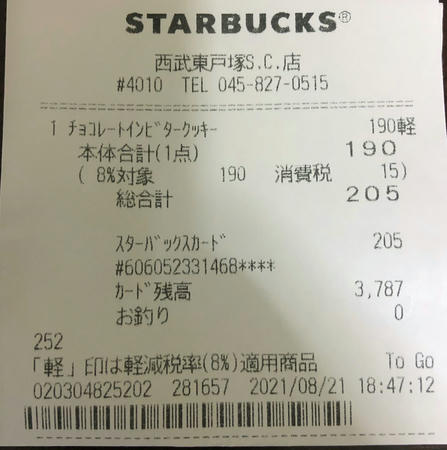 STARBUCKS®
西武東戸塚S.C.店
#4010 TEL 045-827-0515
1 ﾁｮｺﾚｰﾄｲﾝﾋﾞﾀｰｸｯｷｰ 190軽
本体合計(1点) 190
( 8%対象 190 消費税 15)
総合計 205
ｽﾀｰﾊﾞｯｸｽｶｰﾄﾞ 205
#606052331468****
ｶｰﾄﾞ残高 3,787
お釣り 0
252
「軽」印は軽減税率(8%)適用商品 To Go
020304825202 281657 2021/08/21 18:47:12